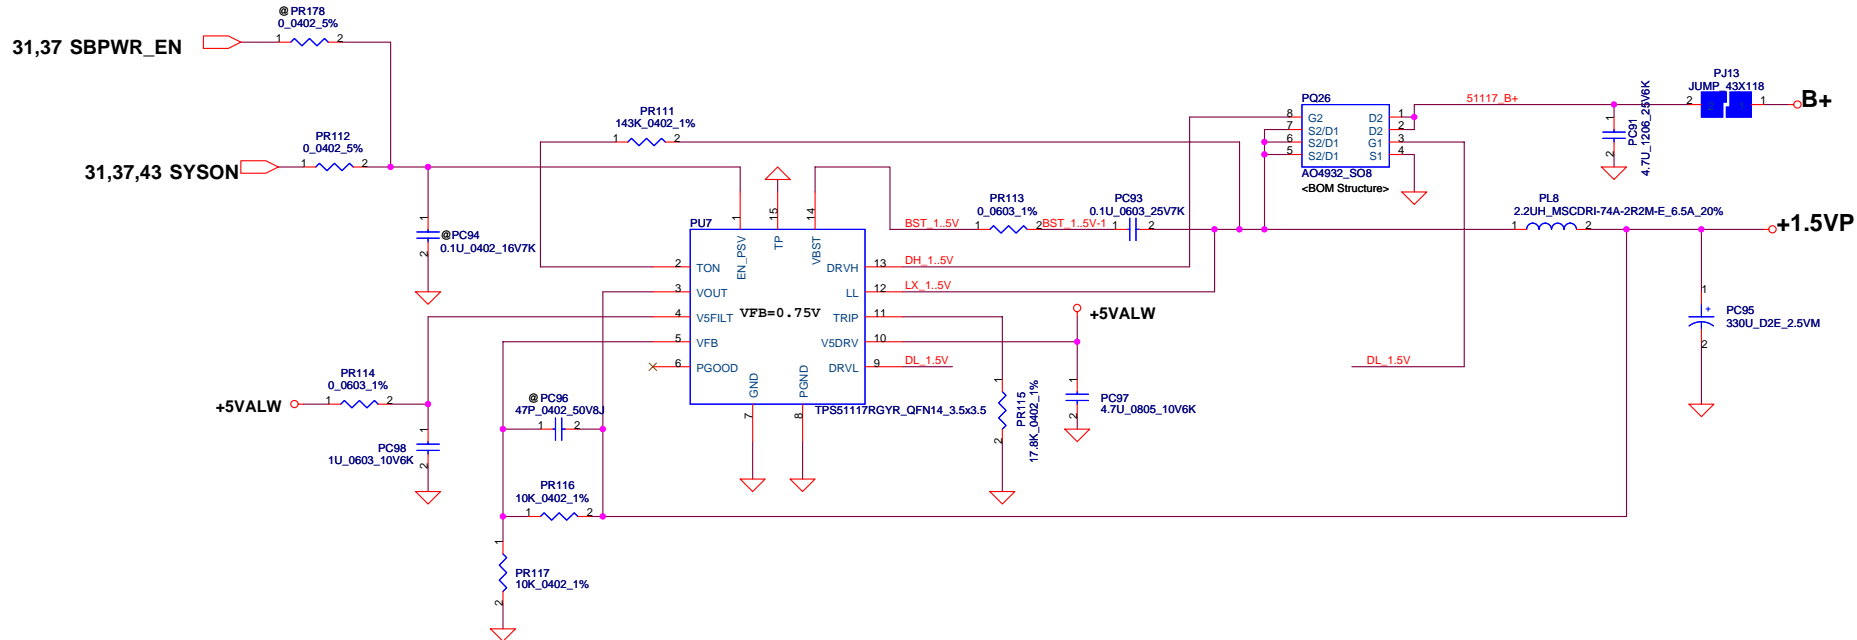 @ PR178
0_0402_5%
1 2
31,37 SBPWR_EN
PR112
0_0402_5%
1 2
31,37,43 SYSON
@PC94
0.1U_0402_16V7K
1
2
PR111
143K_0402_1%
1 2
PU7
1 EN_PSV
15 TP
14 VBST
2 TON
3 VOUT
4 V5FILT
5 VFB
6 PGOOD
VFB=0.75V
DRVH 13 DH_1..5V
LL 12 LX_1..5V
TRIP 11
V5DRV 10
DRVL 9 DL_1.5V
GND 7
PGND 8
TPS51117RGYR_QFN14_3.5x3.5
BST_1..5V
PR113
0_0603_1%
1 2
BST_1..5V-1
PC93
0.1U_0603_25V7K
1 2
PQ26
8 G2 D2 1
7 S2/D1 D2 2
6 S2/D1 G1 3
5 S2/D1 S1 4
AO4932_SO8
<BOM Structure>
51117_B+
PC91
4.7U_1206_25V6K
1
2
PJ13
JUMP_43X118
2 2 1 1
B+
PL8
2.2UH_MSCDRI-74A-2R2M-E_6.5A_20%
1 2
+1.5VP
1
+
PC95
330U_D2E_2.5VM
2
DL_1.5V
+5VALW
1
PC97
4.7U_0805_10V6K
2
PR115
17.8K_0402_1%
1
2
PR114
0_0603_1%
+5VALW
1 2
PC98
1U_0603_10V6K
1
2
@ PC96
47P_0402_50V8J
1 2
PR116
10K_0402_1%
1 2
PR117
10K_0402_1%
1
2